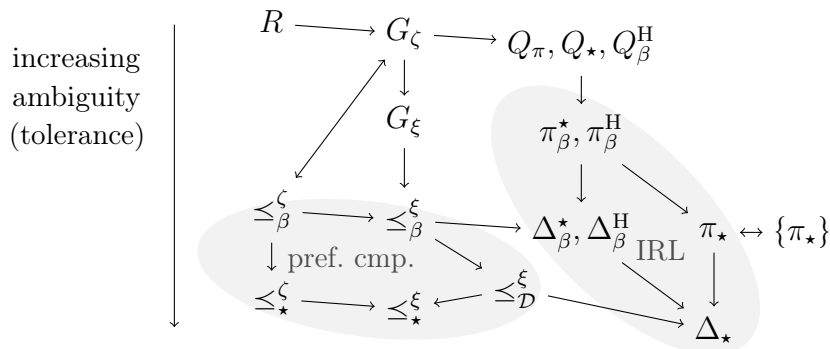 increasing
ambiguity
(tolerance)
R
G_ζ
Q_π, Q_⋆, Q_β^H
G_ξ
π_β^⋆, π_β^H
⪯_β^ζ
⪯_β^ξ
Δ_β^⋆, Δ_β^H
π_⋆ ↔ {π_⋆}
pref. cmp.
IRL
⪯_⋆^ζ
⪯_⋆^ξ
⪯_D^ξ
Δ_⋆